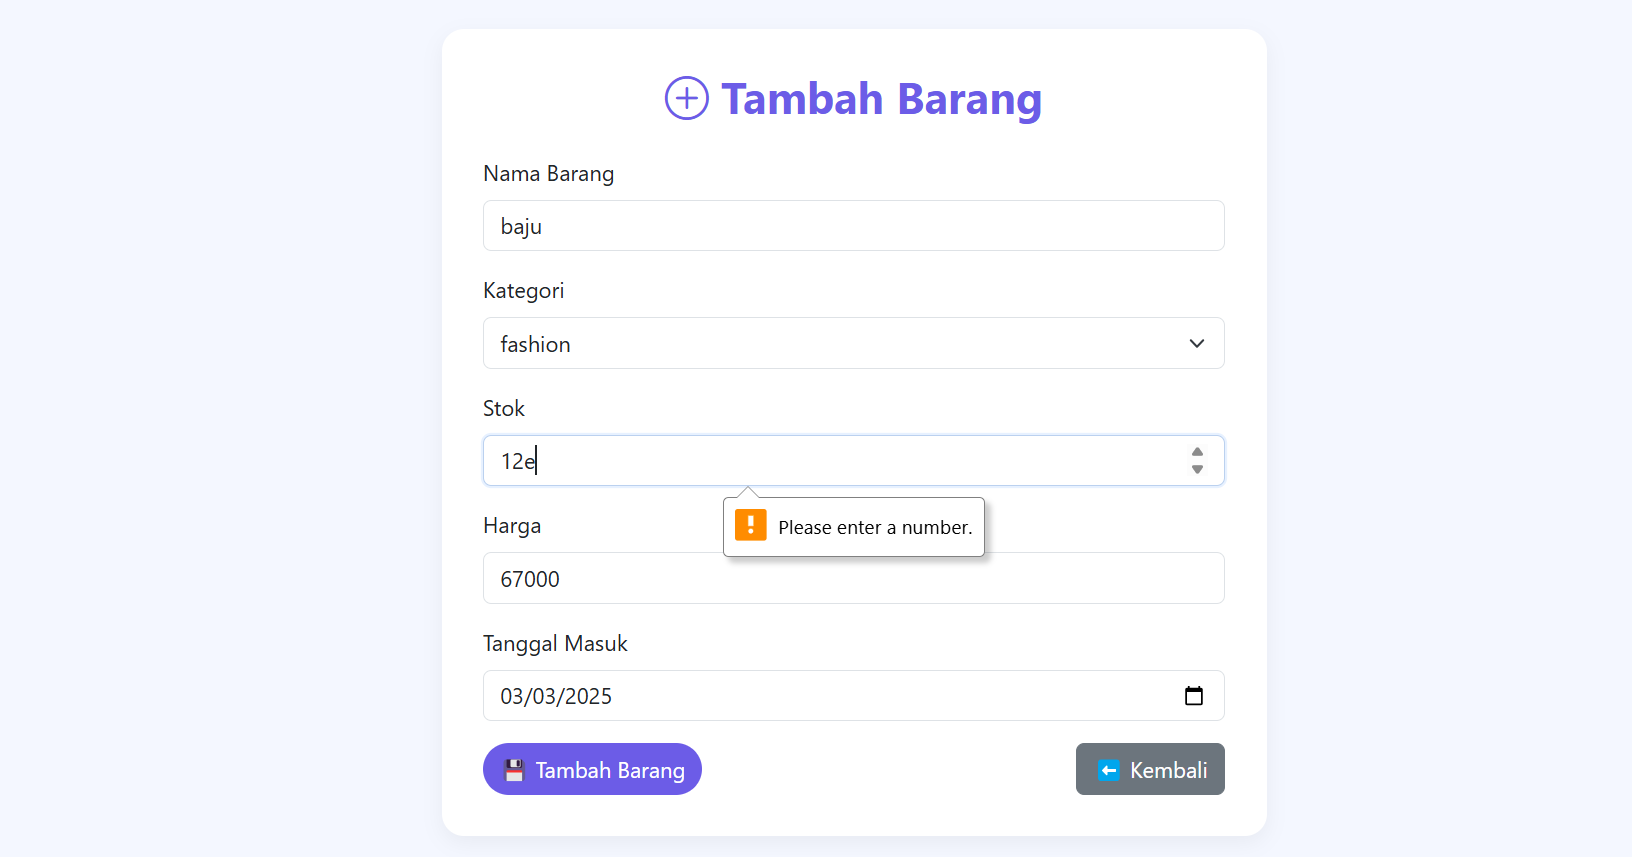 Tambah Barang
Nama Barang
baju
Kategori
fashion
Stok
12e
Please enter a number.
Harga
67000
Tanggal Masuk
03/03/2025
Tambah Barang
Kembali